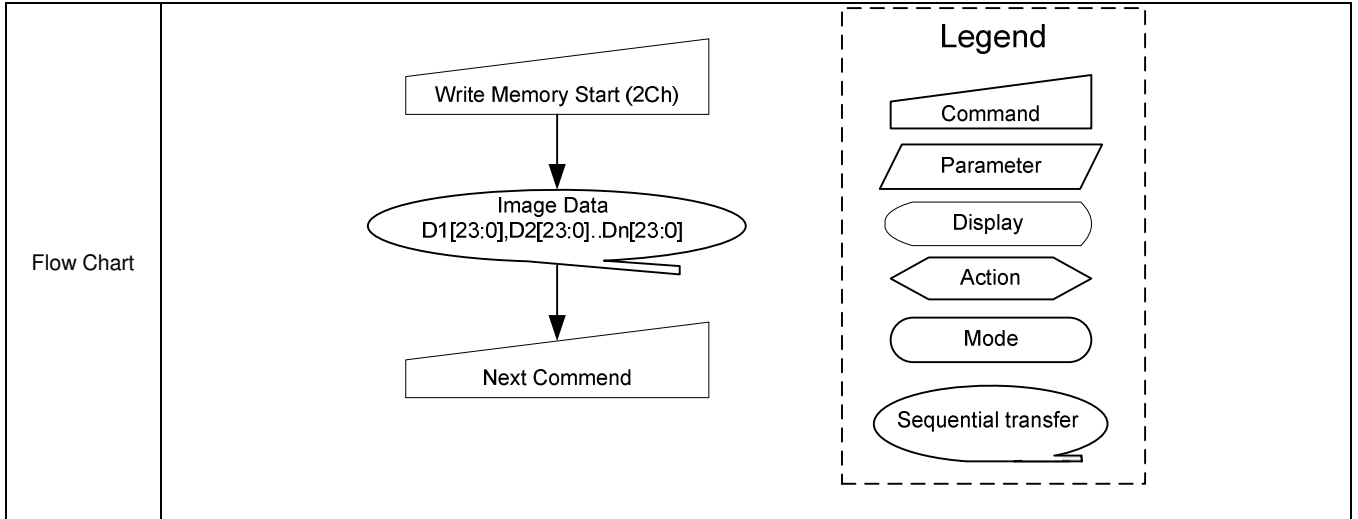 Flow Chart
Write Memory Start (2Ch)
Image Data
D1[23:0],D2[23:0]..Dn[23:0]
Next Commend
Legend
Command
Parameter
Display
Action
Mode
Sequential transfer